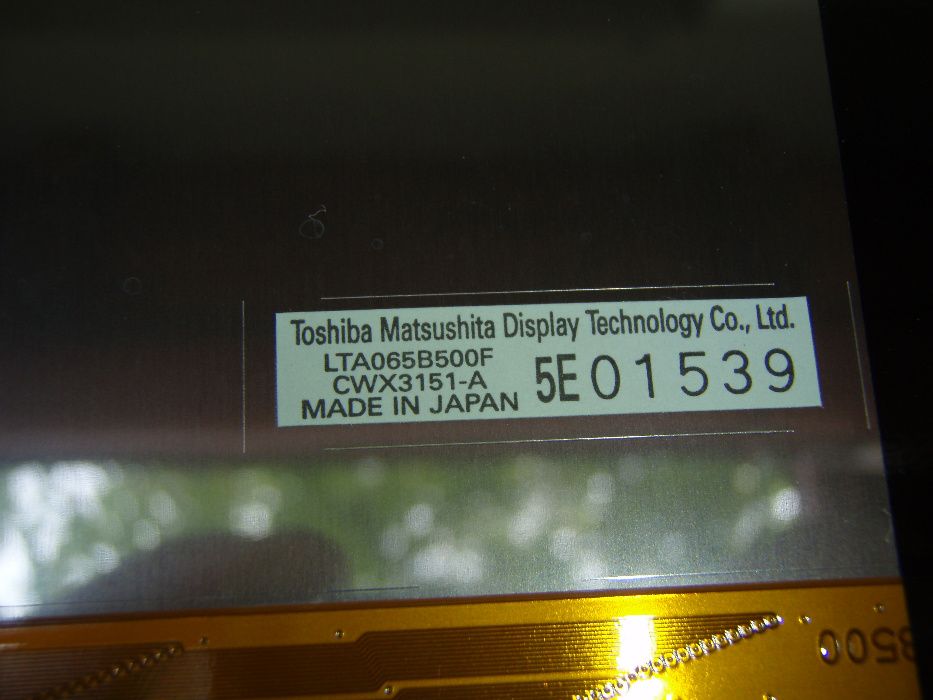 Toshiba Matsushita Display Technology Co., Ltd.
LTA065B500F
CWX3151-A
MADE IN JAPAN
5E01539